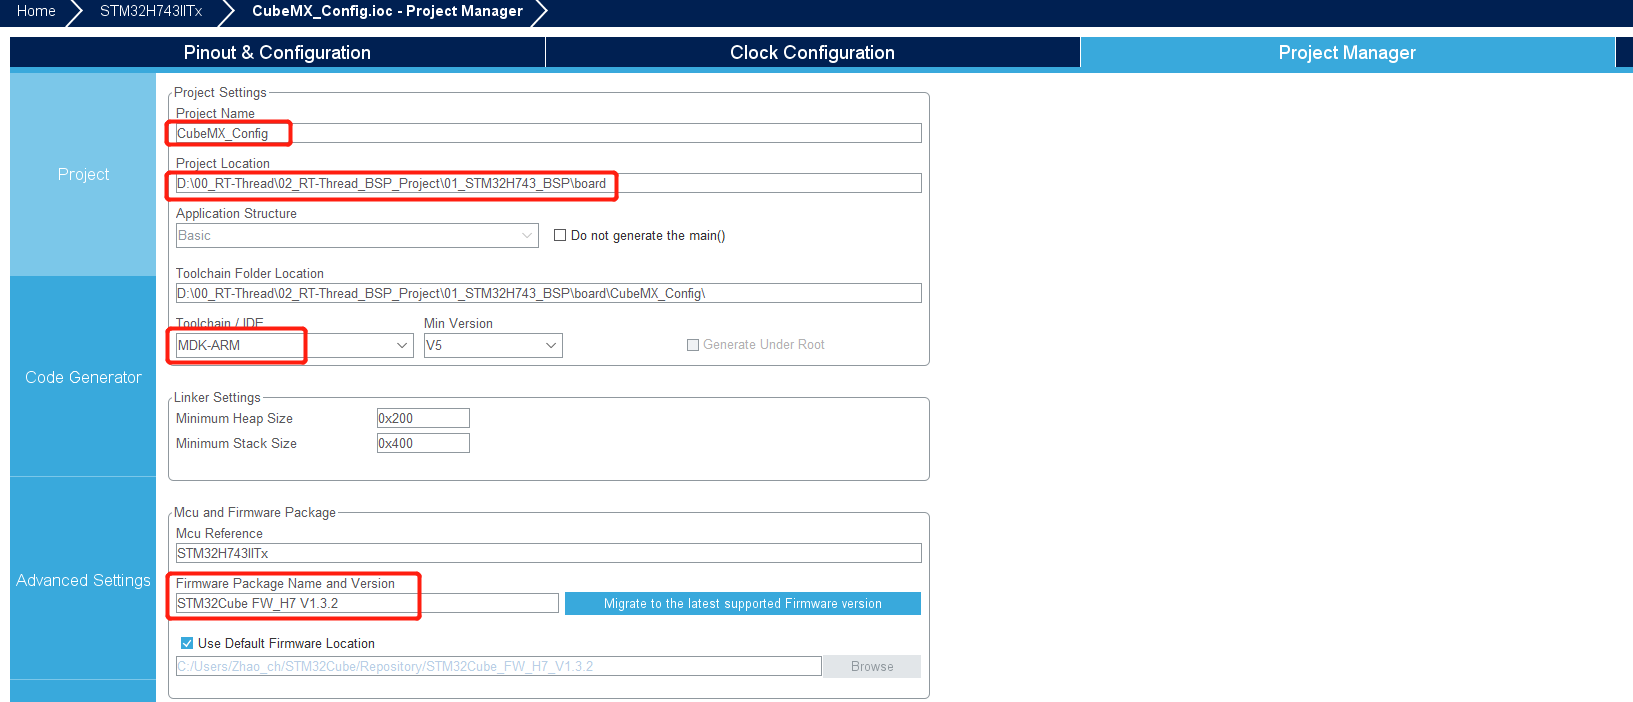 Home STM32H743IITx CubeMX_Config.ioc - Project Manager
Pinout & Configuration Clock Configuration Project Manager
Project
Code Generator
Advanced Settings
Project Settings
Project Name
CubeMX_Config
Project Location
D:\00_RT-Thread\02_RT-Thread_BSP_Project\01_STM32H743_BSP\board
Application Structure
Basic Do not generate the main()
Toolchain Folder Location
D:\00_RT-Thread\02_RT-Thread_BSP_Project\01_STM32H743_BSP\board\CubeMX_Config\
Toolchain / IDE Min Version
MDK-ARM V5 Generate Under Root
Linker Settings
Minimum Heap Size 0x200
Minimum Stack Size 0x400
Mcu and Firmware Package
Mcu Reference
STM32H743IITx
Firmware Package Name and Version
STM32Cube FW_H7 V1.3.2 Migrate to the latest supported Firmware version
Use Default Firmware Location
C:/Users/Zhao_ch/STM32Cube/Repository/STM32Cube_FW_H7_V1.3.2 Browse